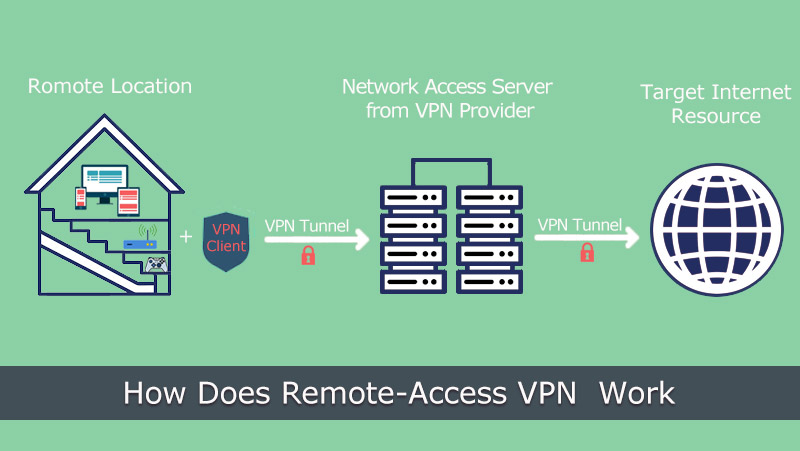 Romote Location
Network Access Server
from VPN Provider
Target Internet
Resource
+
VPN
Client
VPN Tunnel
VPN Tunnel
How Does Remote-Access VPN  Work